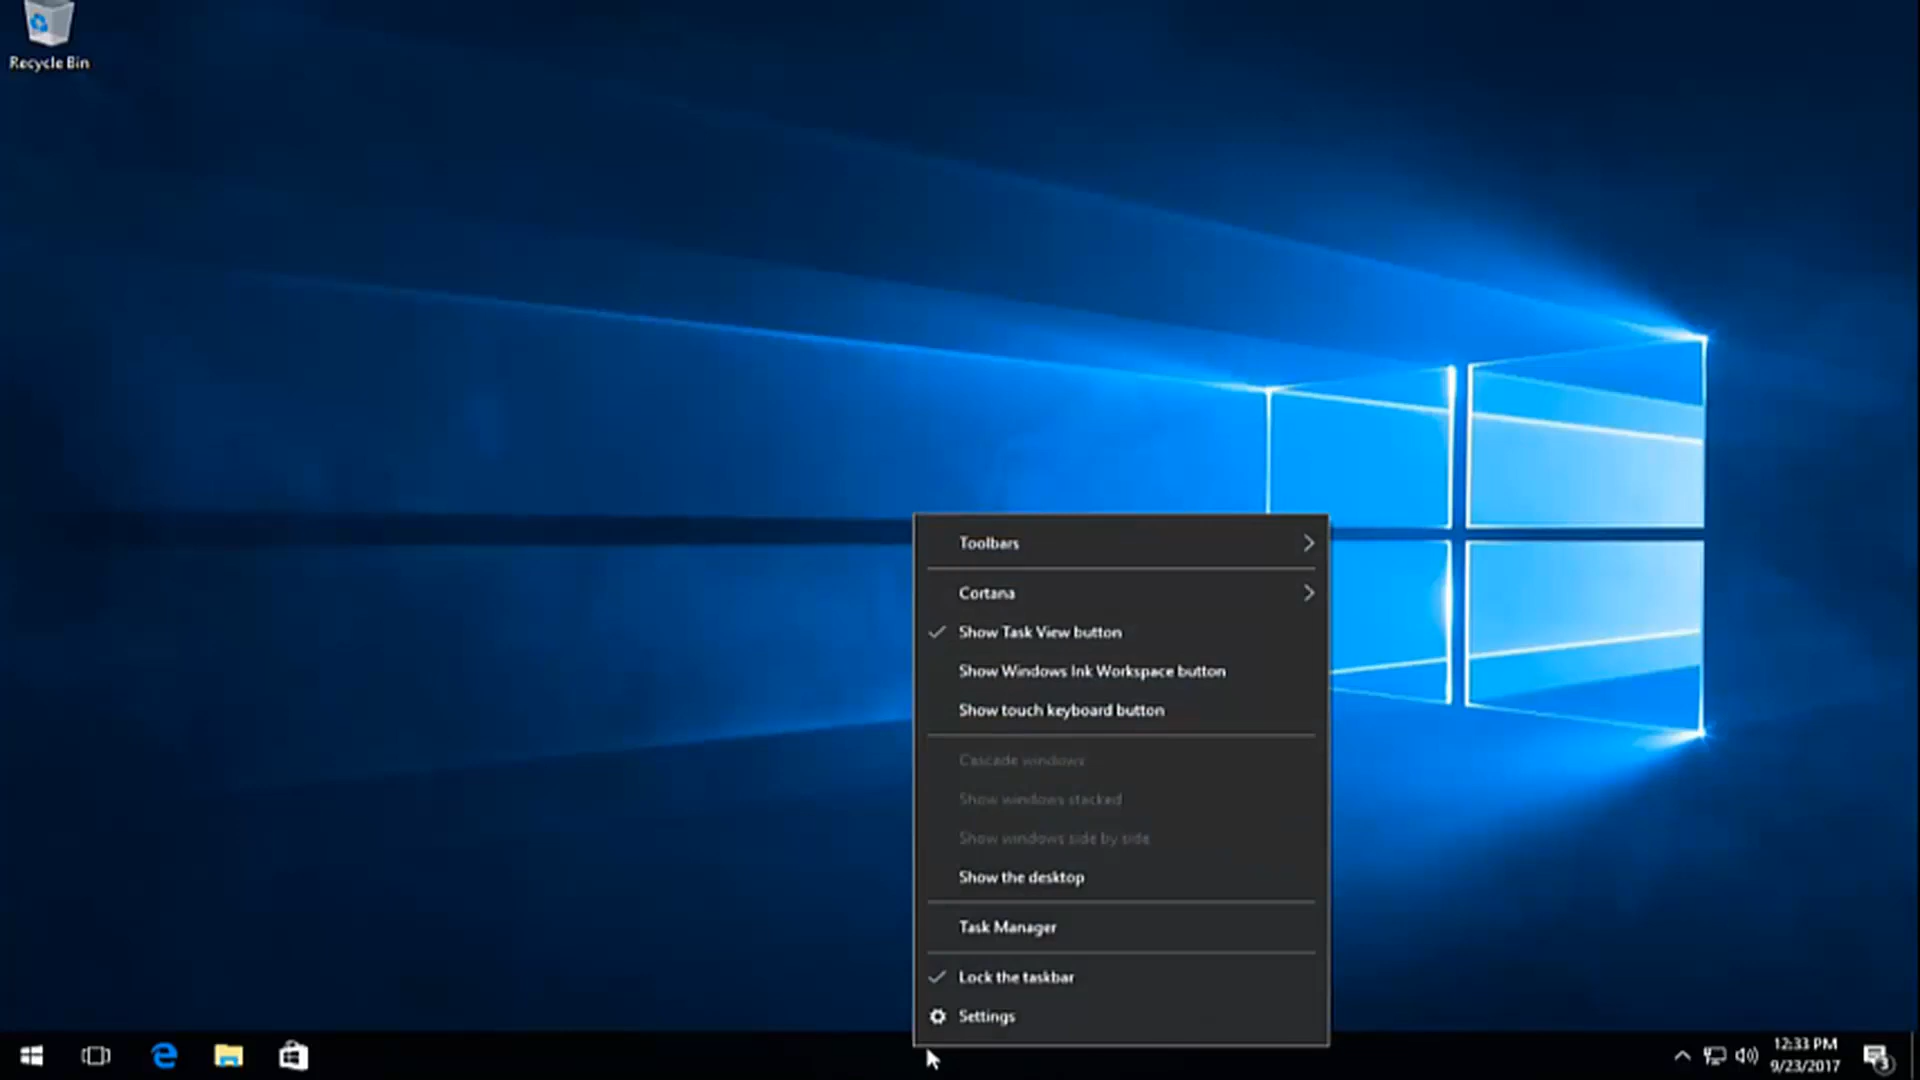 Recycle Bin
Toolbars
Cortana
Show Task View button
Show Windows Ink Workspace button
Show touch keyboard button
Cascade windows
Show windows stacked
Show windows side by side
Show the desktop
Task Manager
Lock the taskbar
Settings
12:33 PM
9/23/2017
3